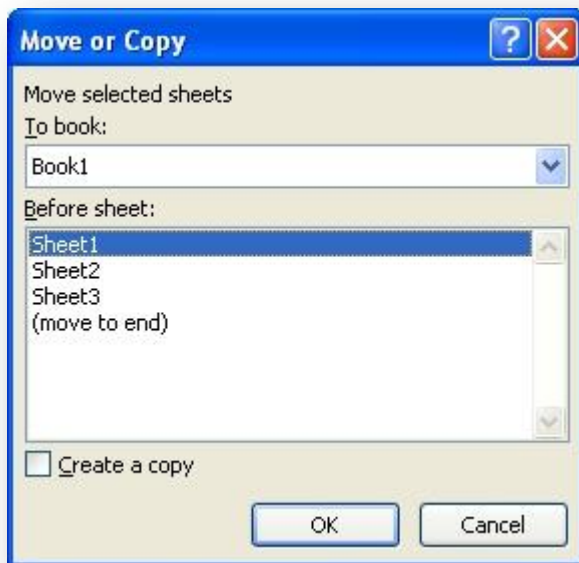 Move or Copy
Move selected sheets
To book:
Book1
Before sheet:
Sheet1
Sheet2
Sheet3
(move to end)
Create a copy
OK Cancel